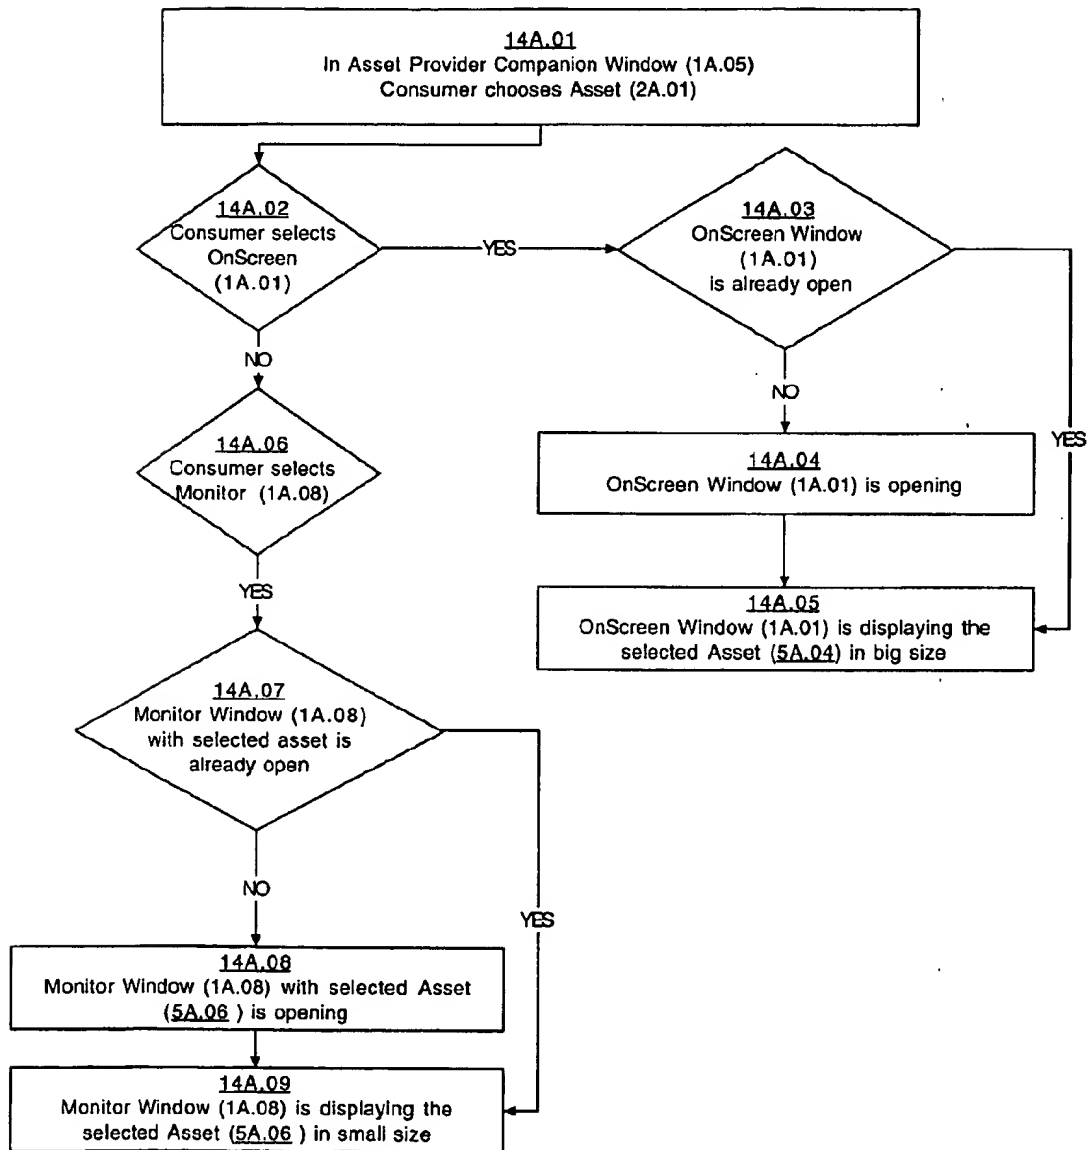 14A.01
In Asset Provider Companion Window (1A.05)
Consumer chooses Asset (2A.01)
14A.02
Consumer selects
OnScreen
(1A.01)
YES
14A.03
OnScreen Window
(1A.01)
is already open
NO
NO
YES
14A.06
Consumer selects
Monitor (1A.08)
14A.04
OnScreen Window (1A.01) is opening
YES
14A.05
OnScreen Window (1A.01) is displaying the
selected Asset (5A.04) in big size
14A.07
Monitor Window (1A.08)
with selected asset is
already open
NO
YES
14A.08
Monitor Window (1A.08) with selected Asset
(5A.06 ) is opening
14A.09
Monitor Window (1A.08) is displaying the
selected Asset (5A.06 ) in small size